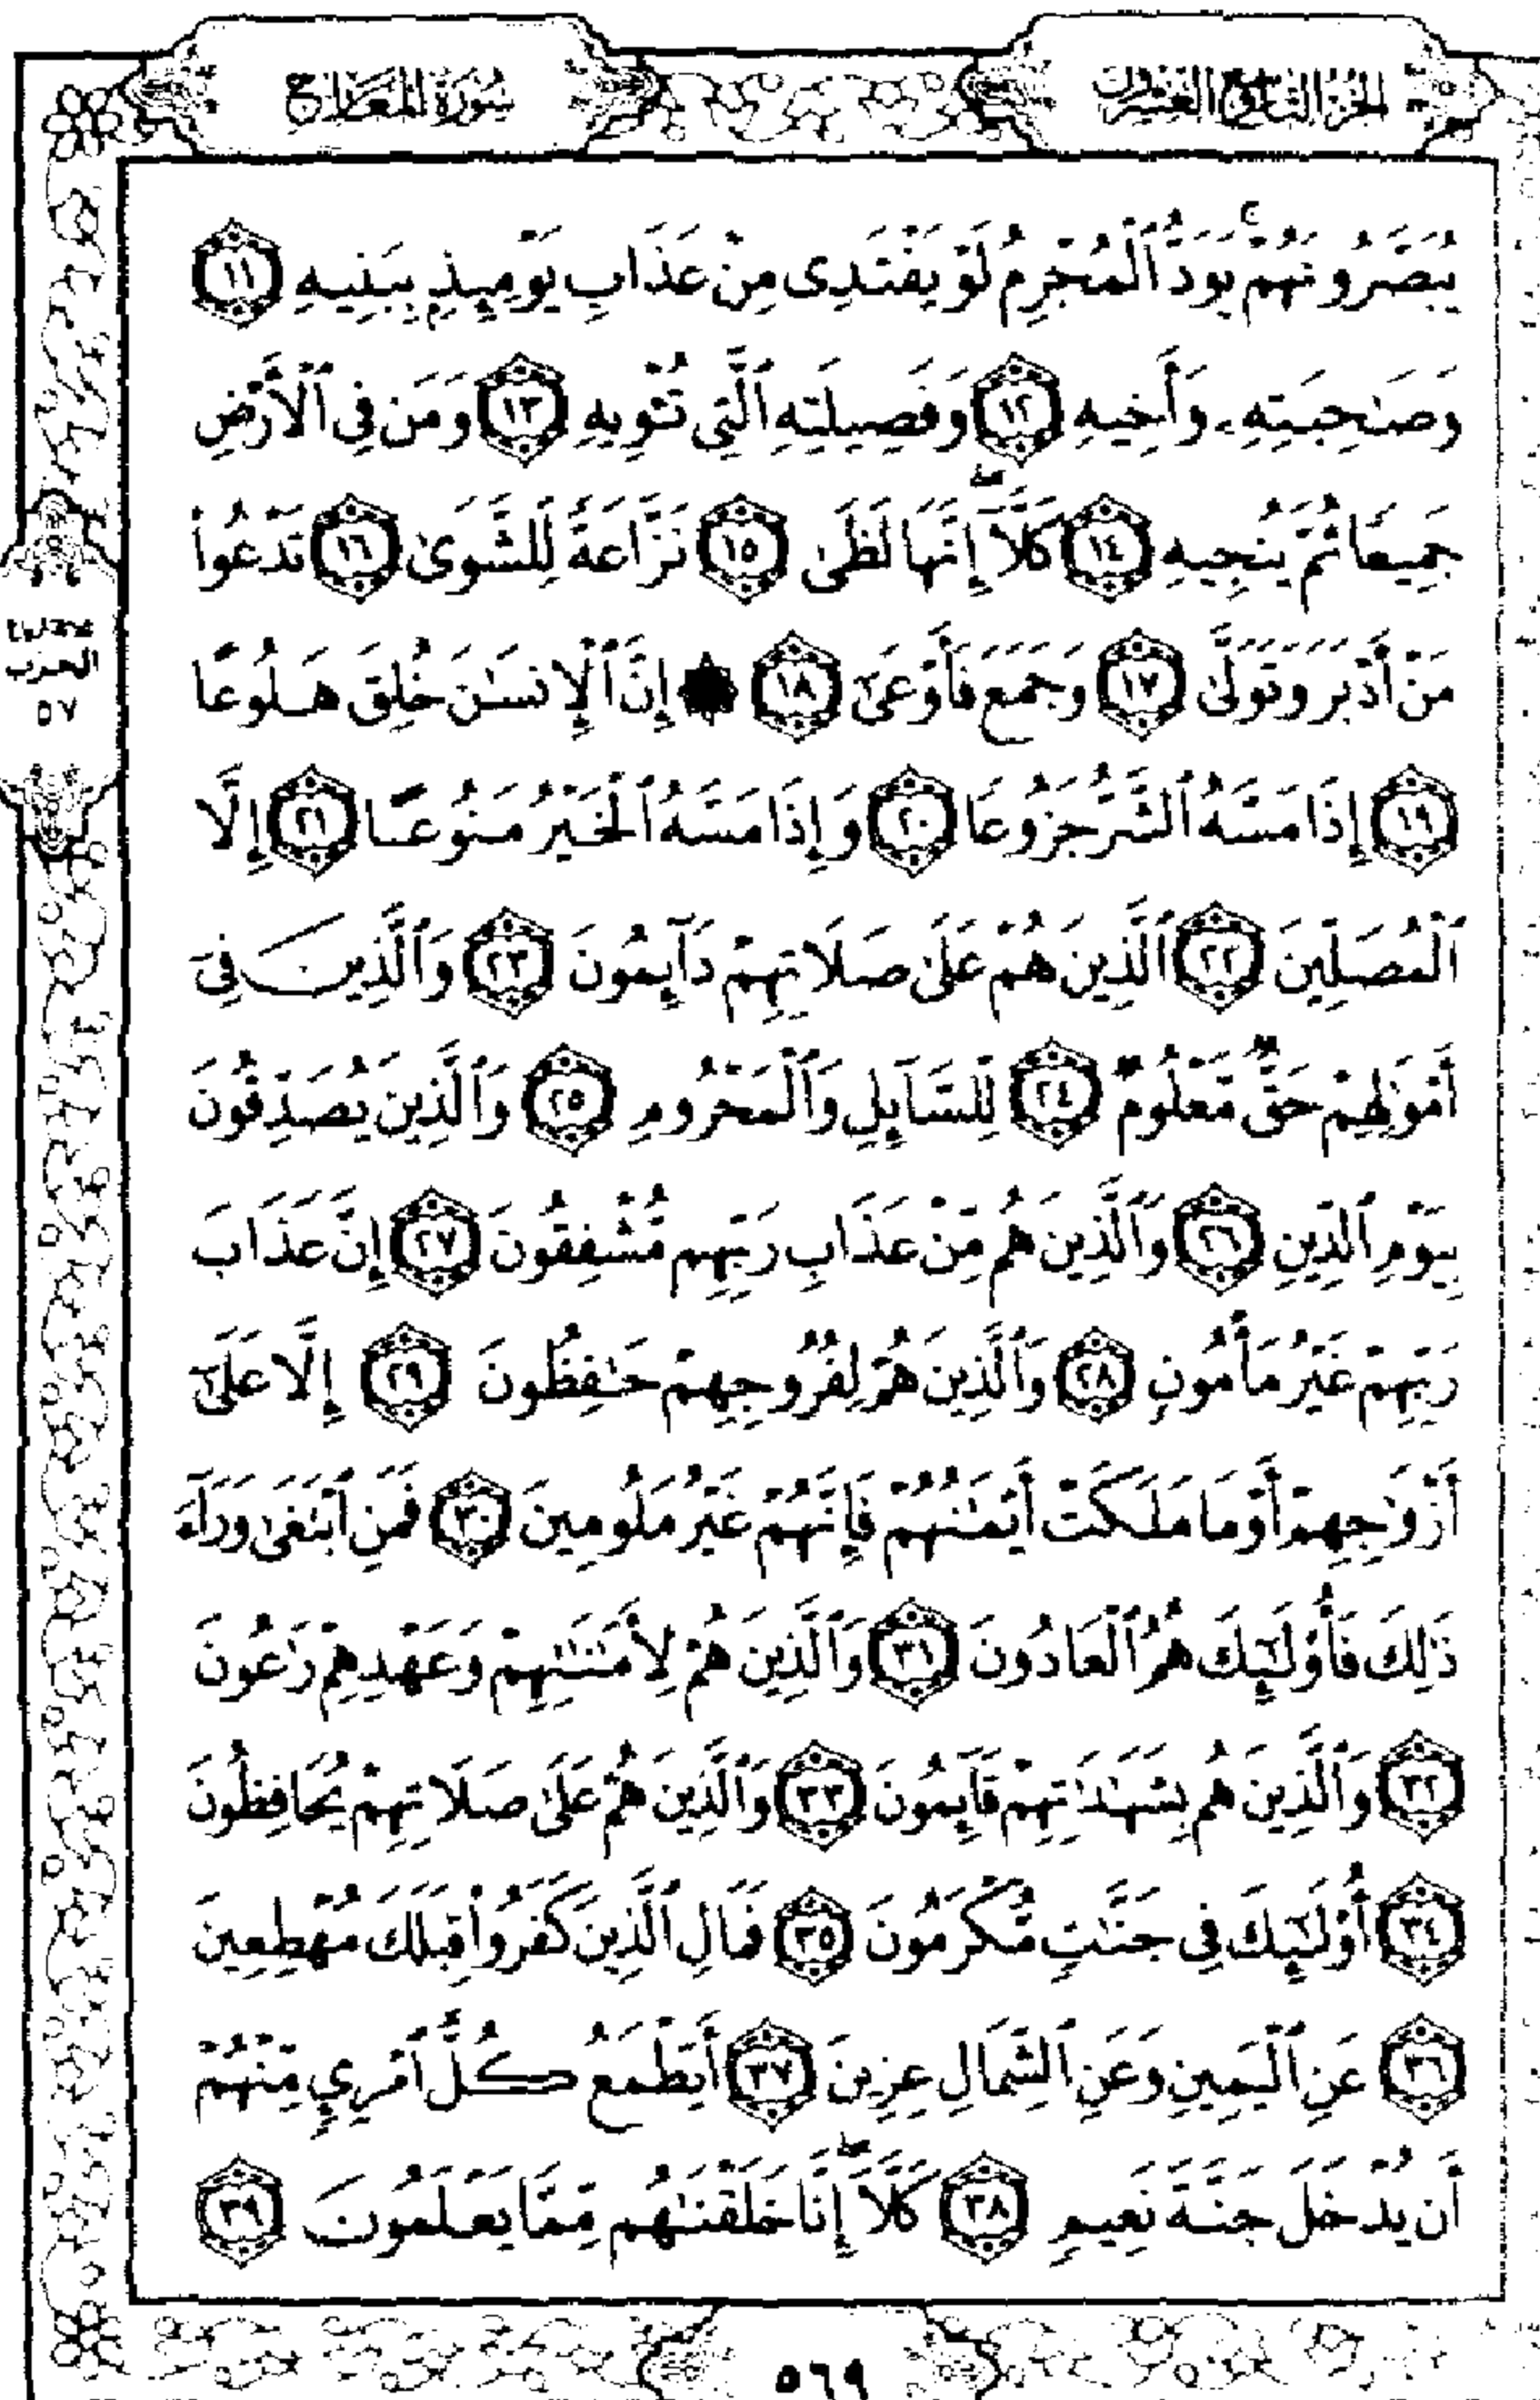 الجزء التاسع والعشرون
سورة المعارج
يُبَصَّرُونَهُمْ ۚ يَوَدُّ ٱلْمُجْرِمُ لَوْ يَفْتَدِى مِنْ عَذَابِ يَوْمِئِذٍۭ بِبَنِيهِ ١١
وَصَٰحِبَتِهِۦ وَأَخِيهِ ١٢ وَفَصِيلَتِهِ ٱلَّتِى تُـْٔوِيهِ ١٣ وَمَن فِى ٱلْأَرْضِ
جَمِيعًا ثُمَّ يُنجِيهِ ١٤ كَلَّآ ۖ إِنَّهَا لَظَىٰ ١٥ نَزَّاعَةً لِّلشَّوَىٰ ١٦ تَدْعُوا۟
مَنْ أَدْبَرَ وَتَوَلَّىٰ ١٧ وَجَمَعَ فَأَوْعَىٰٓ ١٨ ۞ إِنَّ ٱلْإِنسَٰنَ خُلِقَ هَلُوعًا
١٩ إِذَا مَسَّهُ ٱلشَّرُّ جَزُوعًا ٢٠ وَإِذَا مَسَّهُ ٱلْخَيْرُ مَنُوعًا ٢١ إِلَّا
ٱلْمُصَلِّينَ ٢٢ ٱلَّذِينَ هُمْ عَلَىٰ صَلَاتِهِمْ دَآئِمُونَ ٢٣ وَٱلَّذِينَ فِىٓ
أَمْوَٰلِهِمْ حَقٌّ مَّعْلُومٌ ٢٤ لِّلسَّآئِلِ وَٱلْمَحْرُومِ ٢٥ وَٱلَّذِينَ يُصَدِّقُونَ
بِيَوْمِ ٱلدِّينِ ٢٦ وَٱلَّذِينَ هُم مِّنْ عَذَابِ رَبِّهِم مُّشْفِقُونَ ٢٧ إِنَّ عَذَابَ
رَبِّهِمْ غَيْرُ مَأْمُونٍ ٢٨ وَٱلَّذِينَ هُمْ لِفُرُوجِهِمْ حَٰفِظُونَ ٢٩ إِلَّا عَلَىٰٓ
أَزْوَٰجِهِمْ أَوْ مَا مَلَكَتْ أَيْمَٰنُهُمْ فَإِنَّهُمْ غَيْرُ مَلُومِينَ ٣٠ فَمَنِ ٱبْتَغَىٰ وَرَآءَ
ذَٰلِكَ فَأُو۟لَٰٓئِكَ هُمُ ٱلْعَادُونَ ٣١ وَٱلَّذِينَ هُمْ لِأَمَٰنَٰتِهِمْ وَعَهْدِهِمْ رَٰعُونَ
٣٢ وَٱلَّذِينَ هُم بِشَهَٰدَٰتِهِمْ قَآئِمُونَ ٣٣ وَٱلَّذِينَ هُمْ عَلَىٰ صَلَاتِهِمْ يُحَافِظُونَ
٣٤ أُو۟لَٰٓئِكَ فِى جَنَّٰتٍ مُّكْرَمُونَ ٣٥ فَمَالِ ٱلَّذِينَ كَفَرُوا۟ قِبَلَكَ مُهْطِعِينَ
٣٦ عَنِ ٱلْيَمِينِ وَعَنِ ٱلشِّمَالِ عِزِينَ ٣٧ أَيَطْمَعُ كُلُّ ٱمْرِئٍ مِّنْهُمْ
أَن يُدْخَلَ جَنَّةَ نَعِيمٍ ٣٨ كَلَّآ ۖ إِنَّا خَلَقْنَٰهُم مِّمَّا يَعْلَمُونَ ٣٩
الحزب
٥٧
٥٦٩